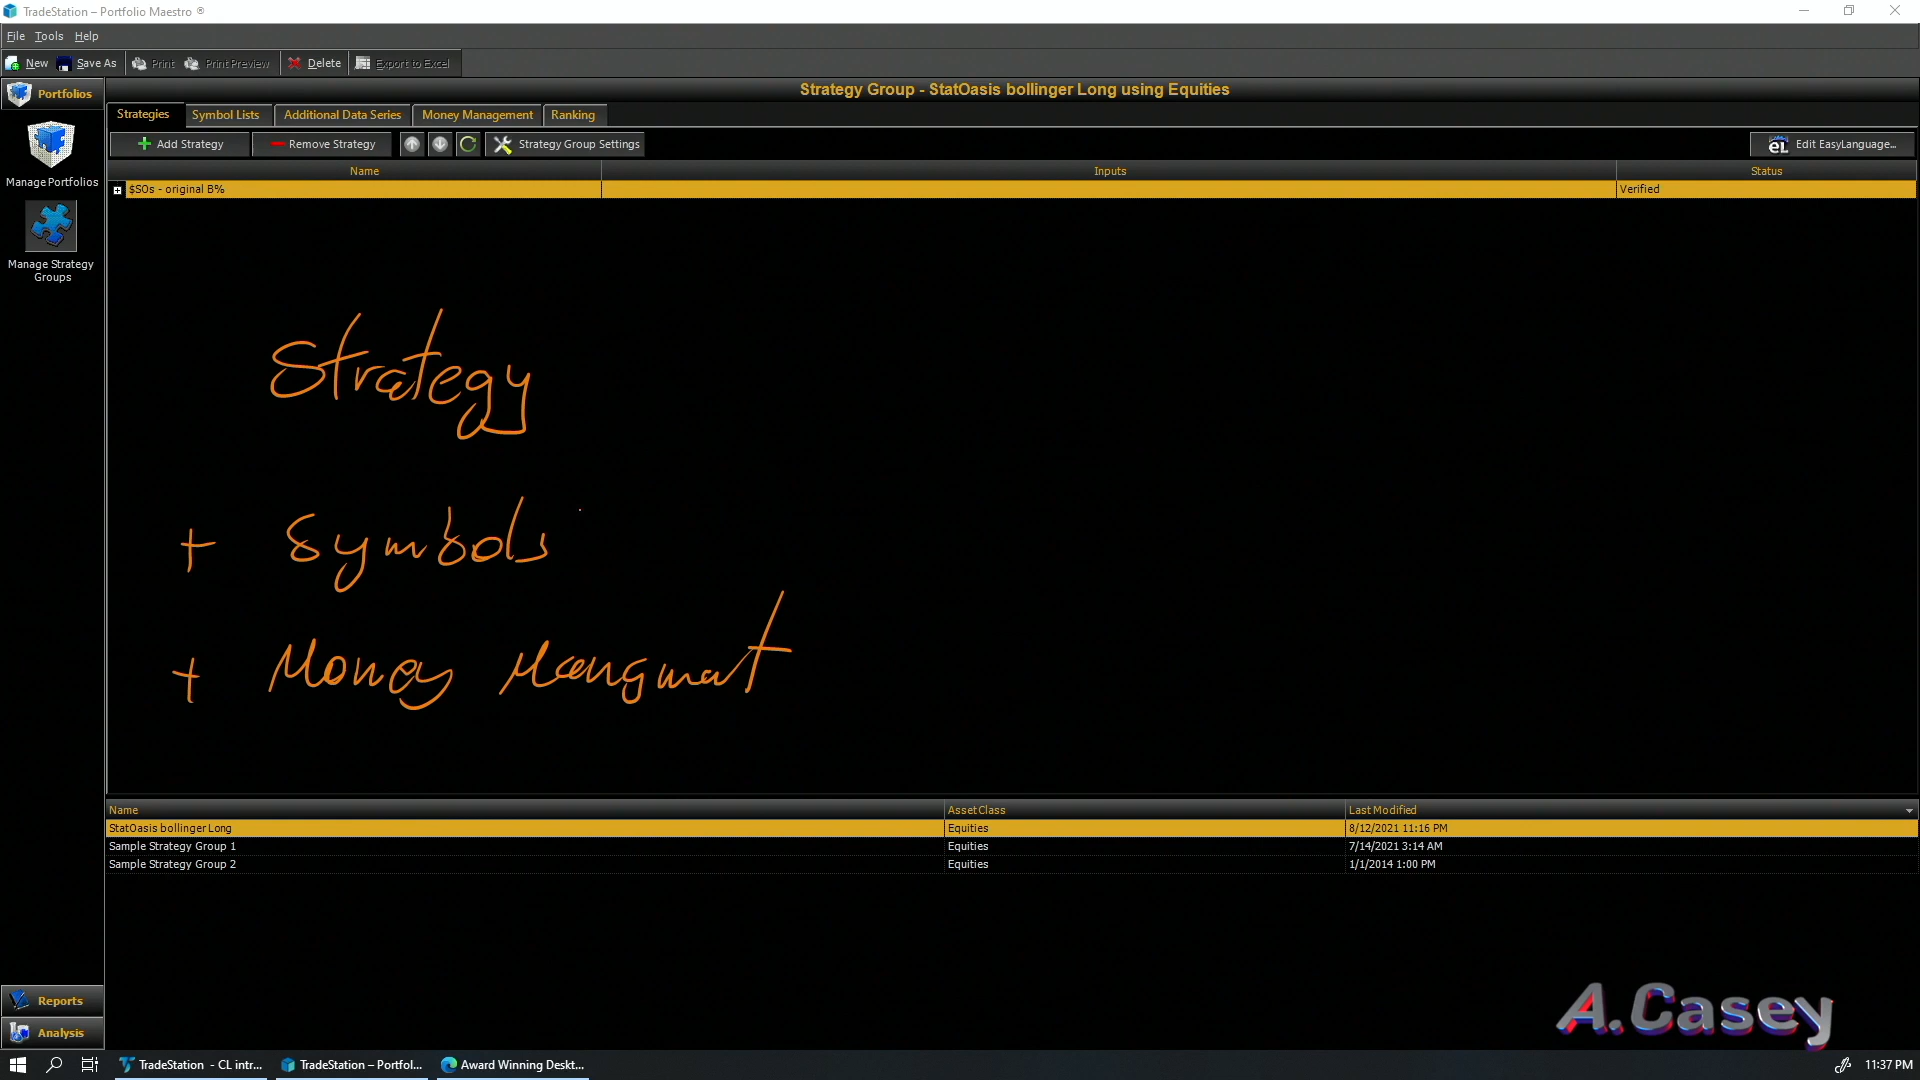 TradeStation – Portfolio Maestro ®
File Tools Help
New Save As Print Print Preview Delete Export to Excel
Portfolios
Strategy Group - StatOasis bollinger Long using Equities
Strategies Symbol Lists Additional Data Series Money Management Ranking
Add Strategy Remove Strategy Strategy Group Settings eL Edit EasyLanguage...
Name Inputs Status
$SOs - original B% Verified
Manage Portfolios
Manage Strategy
Groups
Strategy
+ Symbols
+ Money Mangmat
Name Asset Class Last Modified
StatOasis bollinger Long Equities 8/12/2021 11:16 PM
Sample Strategy Group 1 Equities 7/14/2021 3:14 AM
Sample Strategy Group 2 Equities 1/1/2014 1:00 PM
Reports
Analysis
A.Casey
TradeStation - CL intr... TradeStation – Portfol... Award Winning Deskt... 11:37 PM